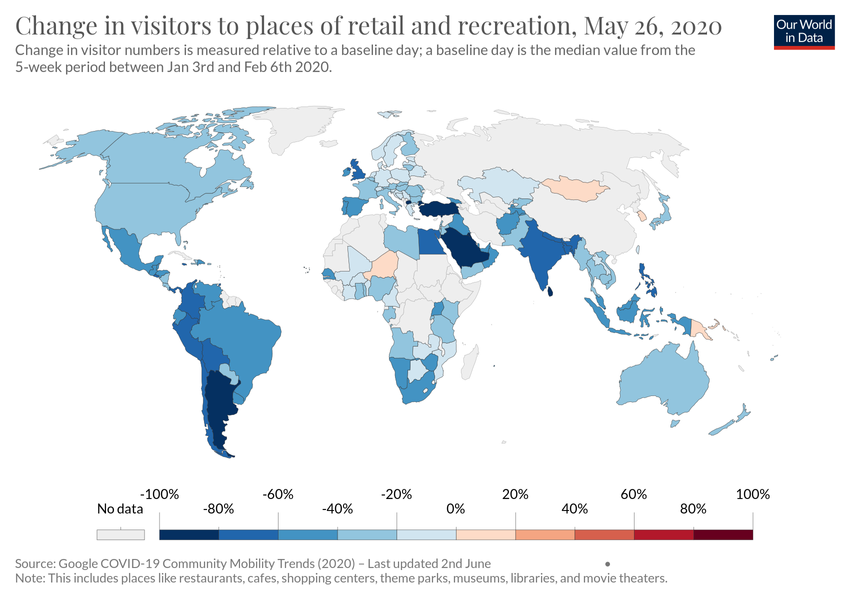 Change in visitors to places of retail and recreation, May 26, 2020
Our World
in Data
Change in visitor numbers is measured relative to a baseline day; a baseline day is the median value from the
5-week period between Jan 3rd and Feb 6th 2020.
-100% -60% -20% 20% 60% 100%
No data -80% -40% 0% 40% 80%
Source: Google COVID-19 Community Mobility Trends (2020) – Last updated 2nd June •
Note: This includes places like restaurants, cafes, shopping centers, theme parks, museums, libraries, and movie theaters.